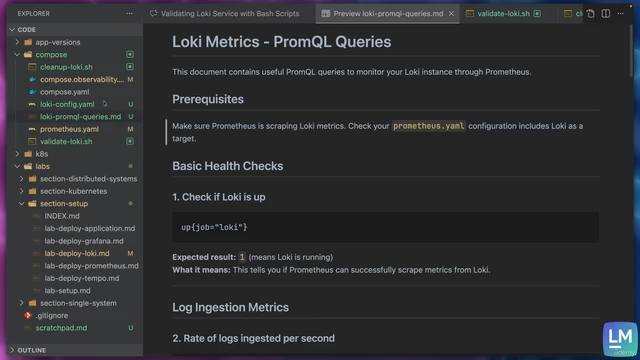 EXPLORER
Validating Loki Service with Bash Scripts
Preview loki-promql-queries.md
validate-loki.sh
CODE
app-versions
compose
cleanup-loki.sh
compose.observability.... M
compose.yaml
loki-config.yaml U
loki-promql-queries.md U
prometheus.yaml M
validate-loki.sh U
k8s
labs
section-distributed-systems
section-kubernetes
section-setup
INDEX.md
lab-deploy-application.md
lab-deploy-grafana.md
lab-deploy-loki.md M
lab-deploy-prometheus.md
lab-deploy-tempo.md
lab-setup.md
section-single-system
.gitignore
scratchpad.md U
OUTLINE
Loki Metrics - PromQL Queries
This document contains useful PromQL queries to monitor your Loki instance through Prometheus.
Prerequisites
Make sure Prometheus is scraping Loki metrics. Check your prometheus.yaml configuration includes Loki as a
target.
Basic Health Checks
1. Check if Loki is up
up{job="loki"}
Expected result: 1 (means Loki is running)
What it means: This tells you if Prometheus can successfully scrape metrics from Loki.
Log Ingestion Metrics
2. Rate of logs ingested per second
LM